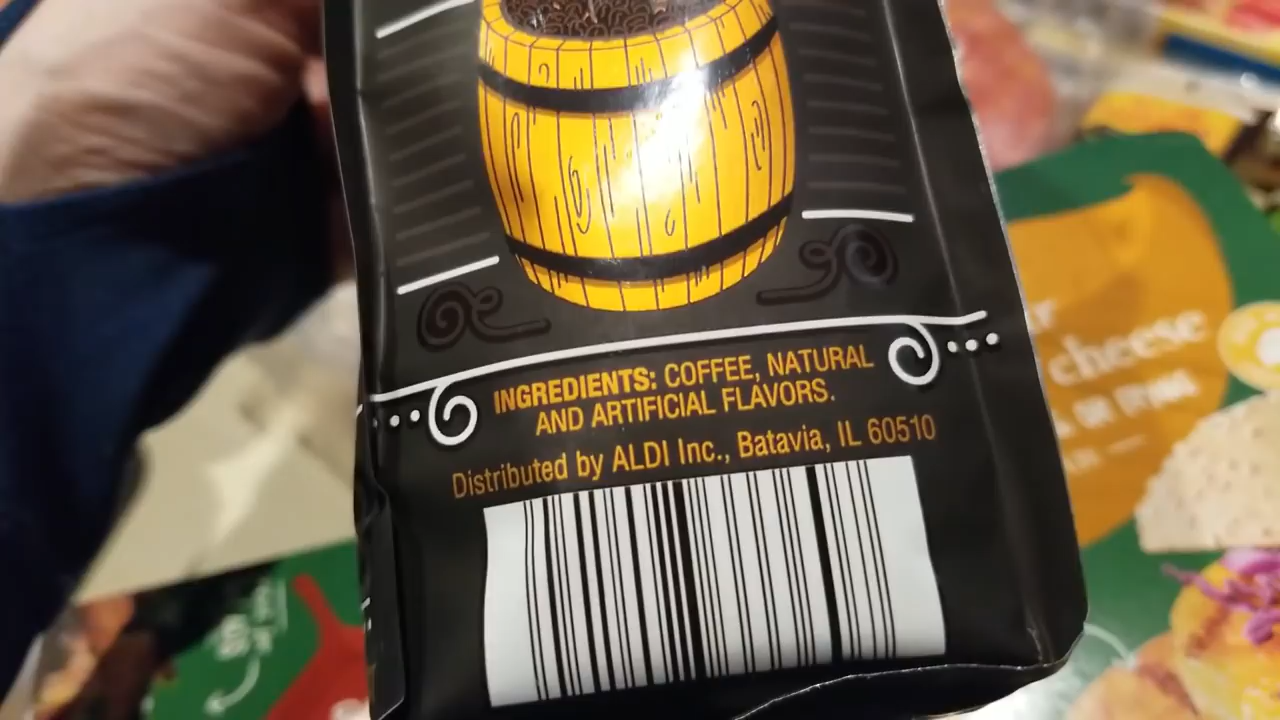 INGREDIENTS: COFFEE, NATURAL
AND ARTIFICIAL FLAVORS.
Distributed by ALDI Inc., Batavia, IL 60510
cheese